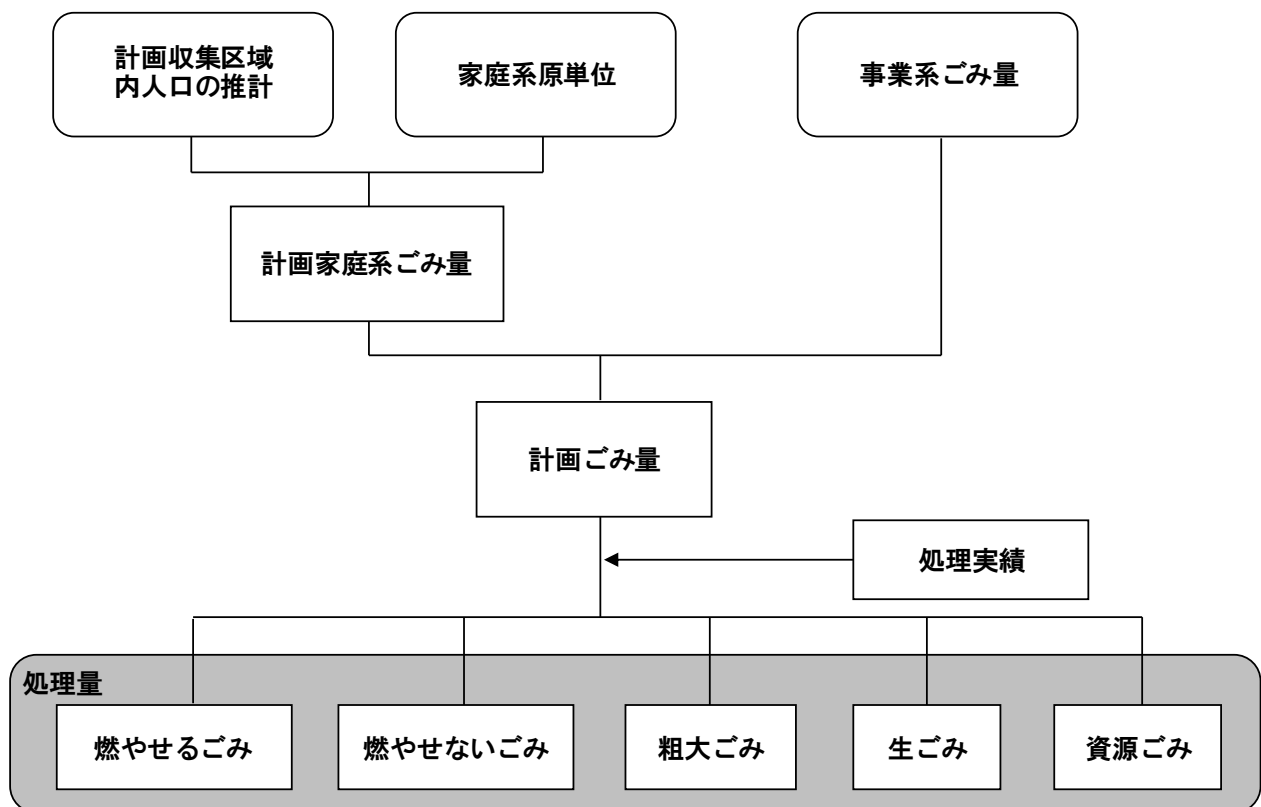 計画収集区域
内人口の推計
家庭系原単位
事業系ごみ量
計画家庭系ごみ量
計画ごみ量
処理実績
処理量
燃やせるごみ
燃やせないごみ
粗大ごみ
生ごみ
資源ごみ